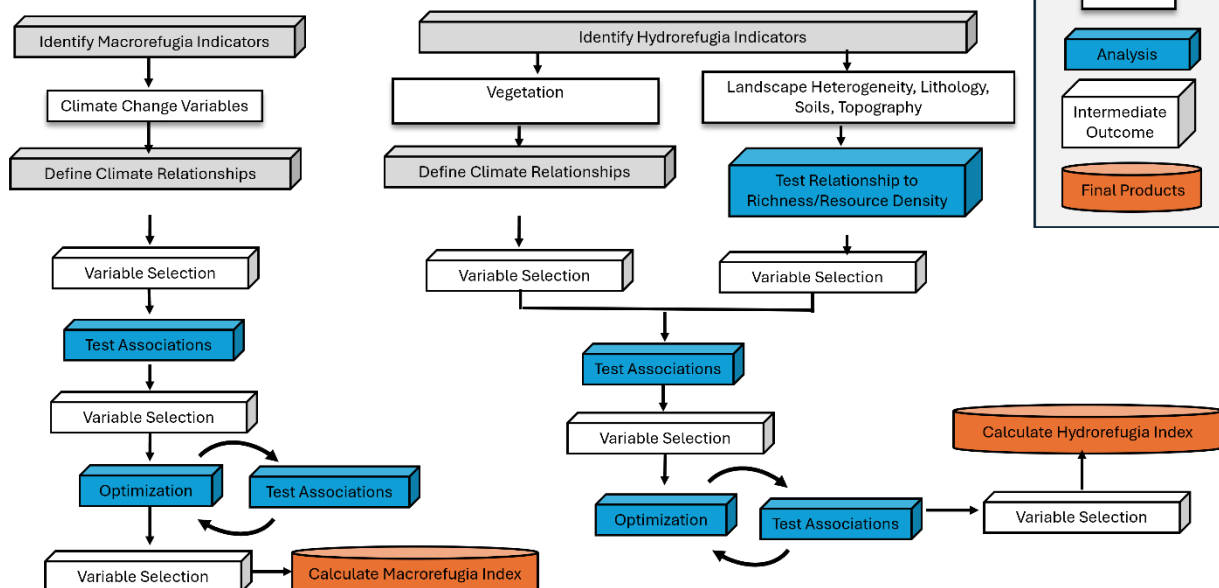 Identify Macrorefugia Indicators
Climate Change Variables
Define Climate Relationships
Variable Selection
Test Associations
Variable Selection
Optimization
Test Associations
Variable Selection
Calculate Macrorefugia Index
Identify Hydrorefugia Indicators
Vegetation
Define Climate Relationships
Variable Selection
Landscape Heterogeneity, Lithology,
Soils, Topography
Test Relationship to
Richness/Resource Density
Variable Selection
Test Associations
Variable Selection
Optimization
Test Associations
Variable Selection
Calculate Hydrorefugia Index
Analysis
Intermediate
Outcome
Final Products